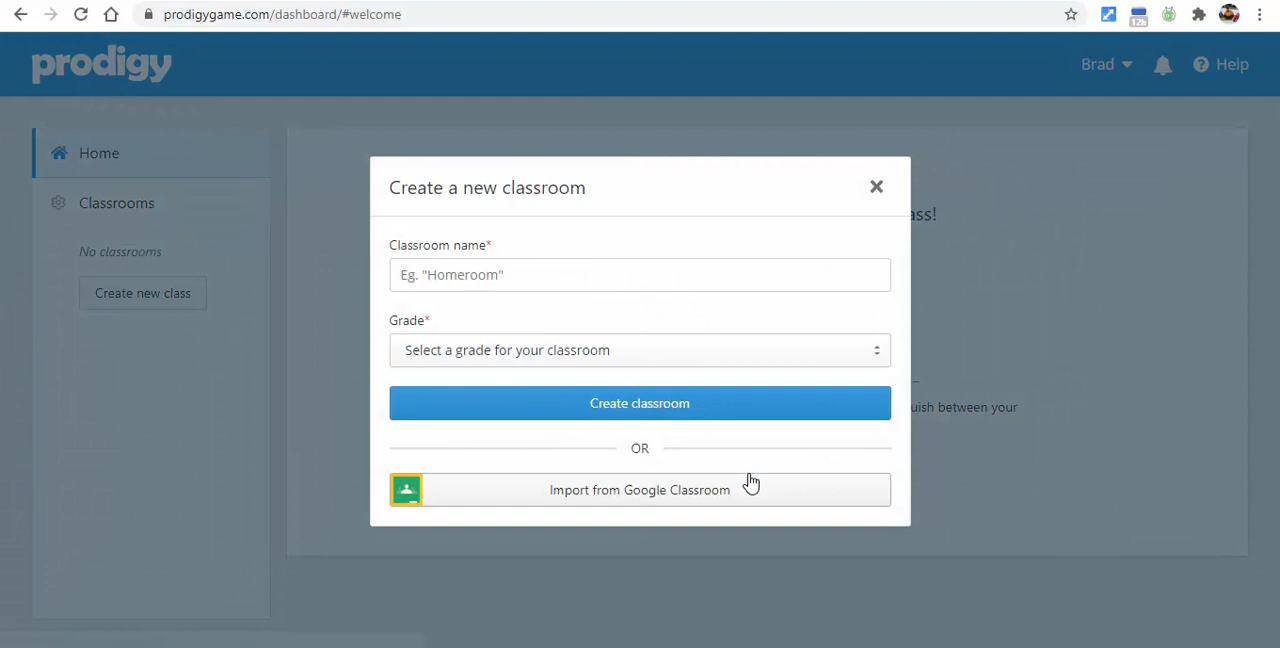 prodigygame.com/dashboard/#welcome
12b
prodigy
Brad
Help
Home
Classrooms
No classrooms
Create new class
Create a new classroom
ass!
Classroom name*
Eg. "Homeroom"
Grade*
Select a grade for your classroom
uish between your
Create classroom
OR
Import from Google Classroom